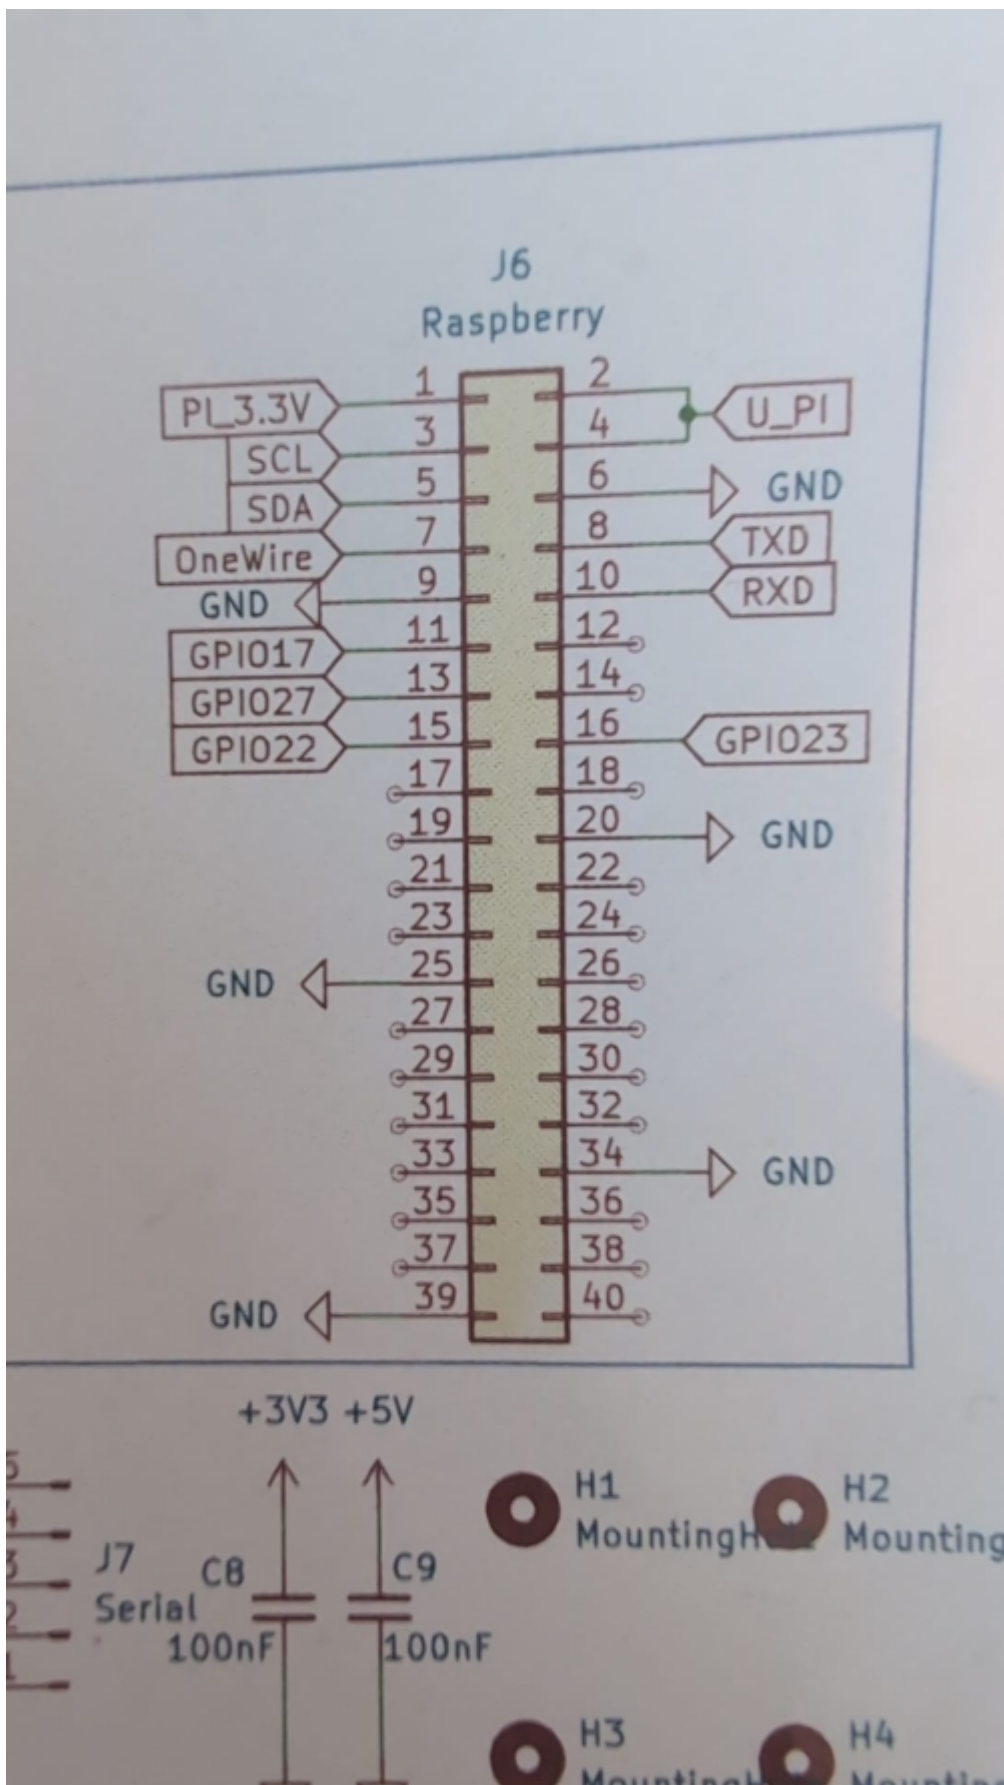 J6
Raspberry
1 2
PI_3.3V U_PI
3 4
SCL
5 6 GND
SDA
7 8 TXD
OneWire
9 10 RXD
GND
11 12
GPIO17
13 14
GPIO27
15 16 GPIO23
GPIO22
17 18
19 20 GND
21 22
23 24
25 26
GND
27 28
29 30
31 32
33 34 GND
35 36
37 38
39 40
GND
+3V3 +5V
H1 H2
4 Mounting
3 J7 C8 C9
Serial
2 100nF 100nF
H3 H4